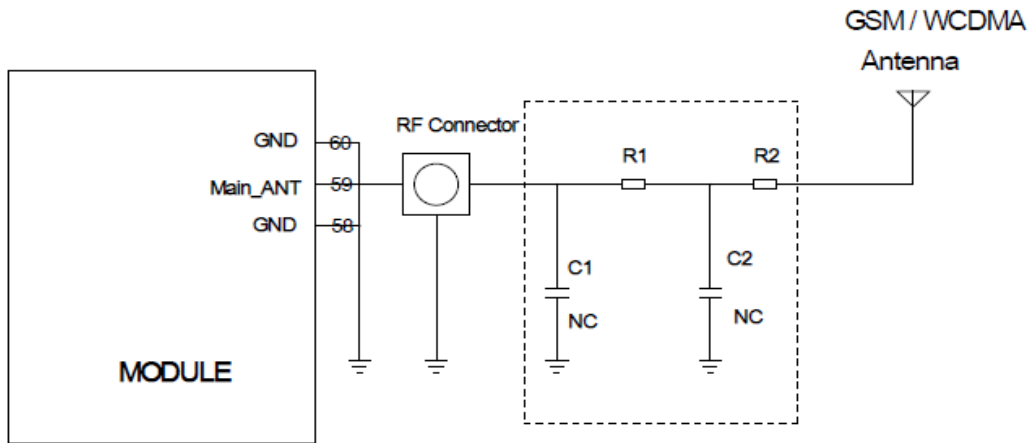 GSM / WCDMA
Antenna
RF Connector
GND
60
Main_ANT
59
GND
58
R1
R2
C1
NC
C2
NC
MODULE